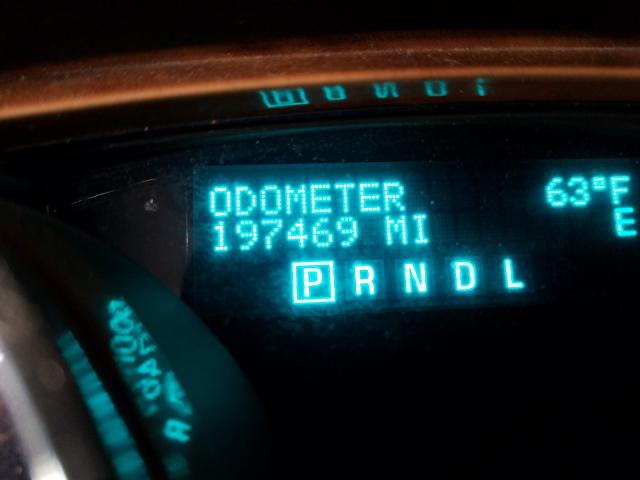 ODOMETER 63°F
197469 MI E
P R N D L